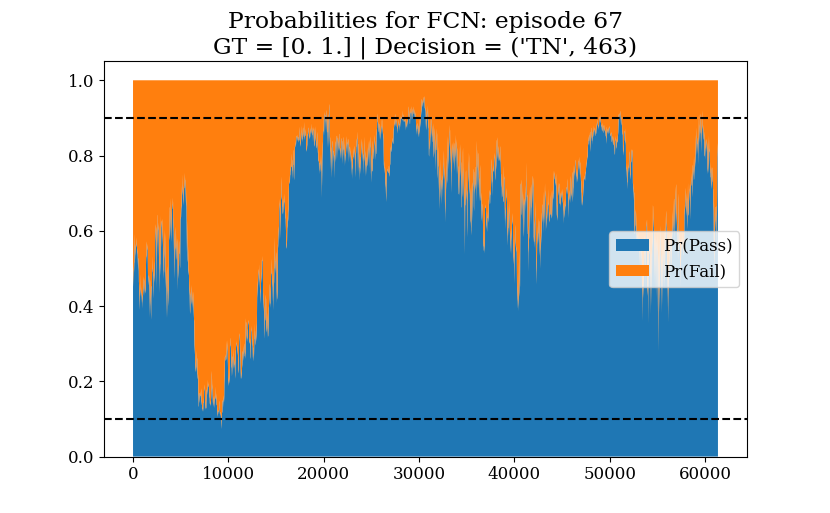 Probabilities for FCN: episode 67
GT = [0. 1.] | Decision = ('TN', 463)
1.0
0.8
0.6
0.4
0.2
0.0
Pr(Pass)
Pr(Fail)
0 10000 20000 30000 40000 50000 60000